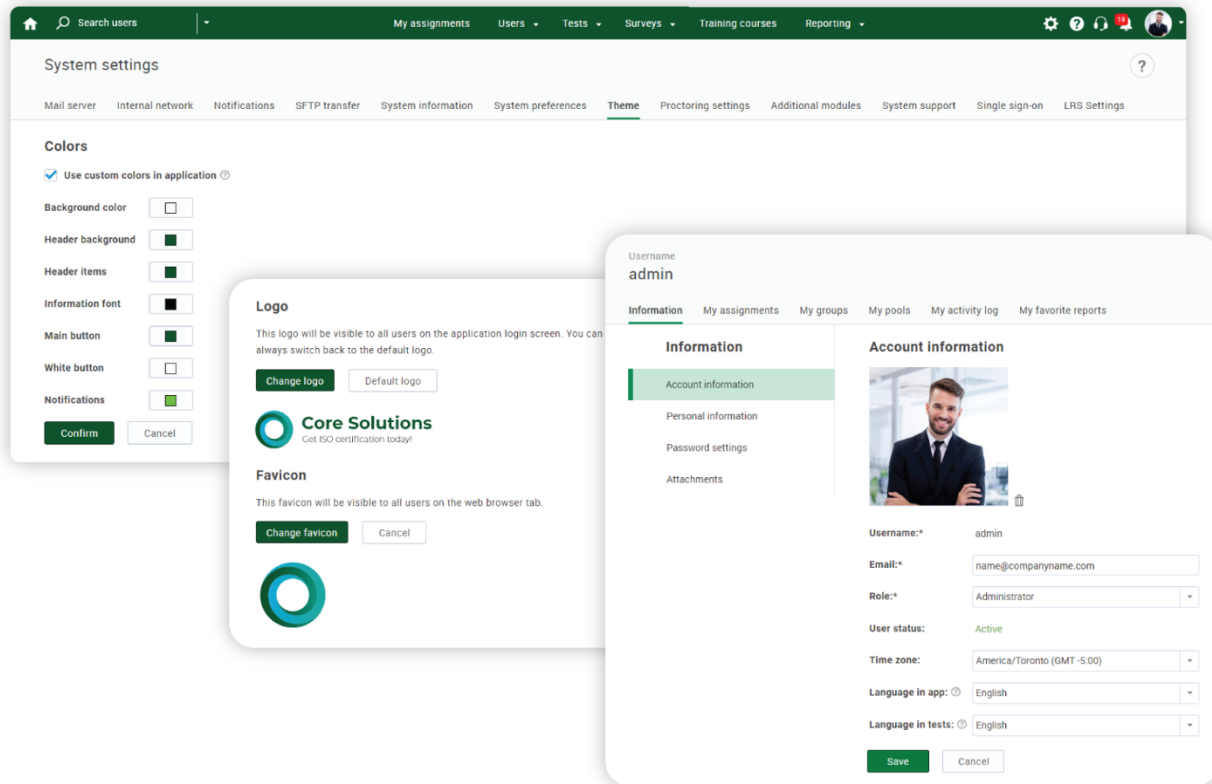 Search users
My assignments Users Tests Surveys Training courses Reporting
19
System settings
?
Mail server Internal network Notifications SFTP transfer System information System preferences Theme Proctoring settings Additional modules System support Single sign-on LRS Settings
Colors
Use custom colors in application ?
Background color
Header background
Header items
Information font
Main button
White button
Notifications
Confirm Cancel
Logo
This logo will be visible to all users on the application login screen. You can
always switch back to the default logo.
Change logo Default logo
Core Solutions
Get ISO certification today!
Favicon
This favicon will be visible to all users on the web browser tab.
Change favicon Cancel
Username
admin
Information My assignments My groups My pools My activity log My favorite reports
Information
Account information
Personal information
Password settings
Attachments
Account information
Username:* admin
Email:* name@companyname.com
Role:* Administrator
User status: Active
Time zone: America/Toronto (GMT -5:00)
Language in app: ? English
Language in tests: ? English
Save Cancel